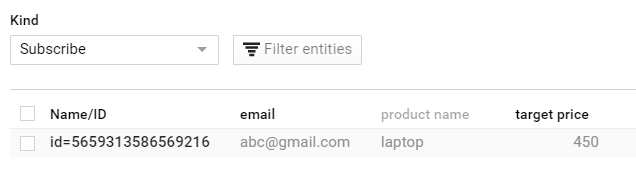 Kind
Subscribe Filter entities
Name/ID email product name target price
id=5659313586569216 abc@gmail.com laptop 450